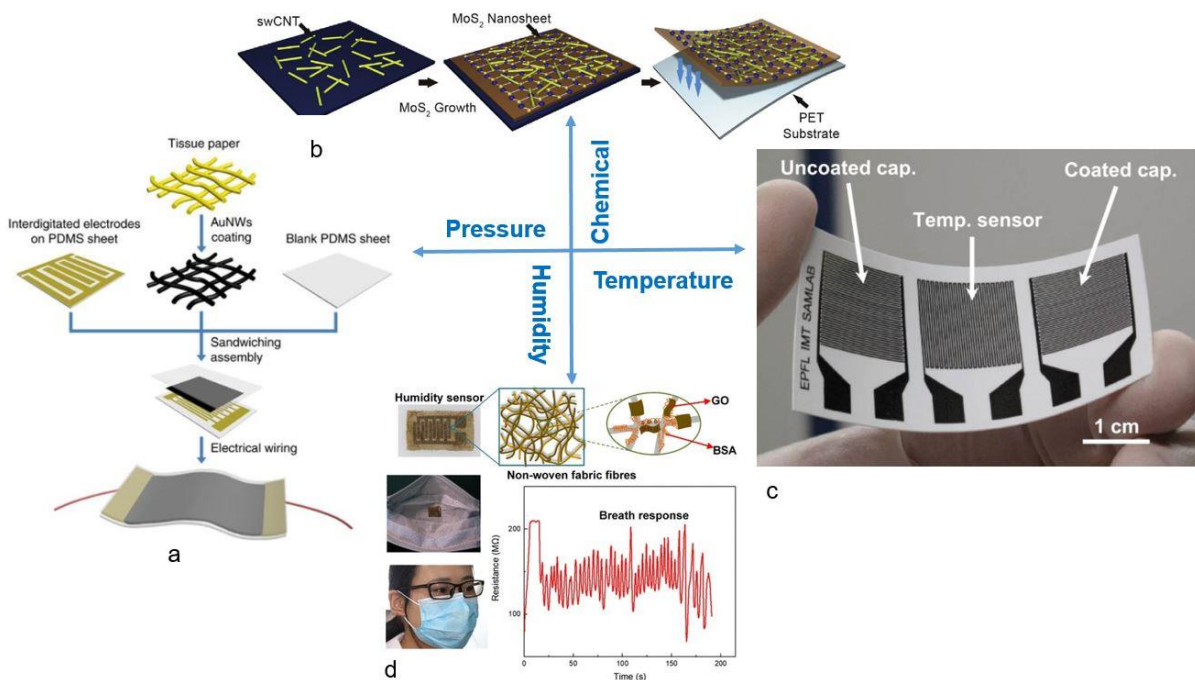 swCNT
MoS₂ Nanosheet
MoS₂ Growth
PET
Substrate
b
Tissue paper
Interdigitated electrodes
on PDMS sheet
AuNWs
coating
Blank PDMS sheet
Sandwiching
assembly
Electrical wiring
a
Chemical
Pressure
Humidity
Temperature
Uncoated cap.
Temp. sensor
Coated cap.
EPFL IMT SAMLAB
1 cm
c
Humidity sensor
GO
BSA
Non-woven fabric fibres
Breath response
Resistance (MΩ)
200
100
0
50
100
150
200
Time (s)
d